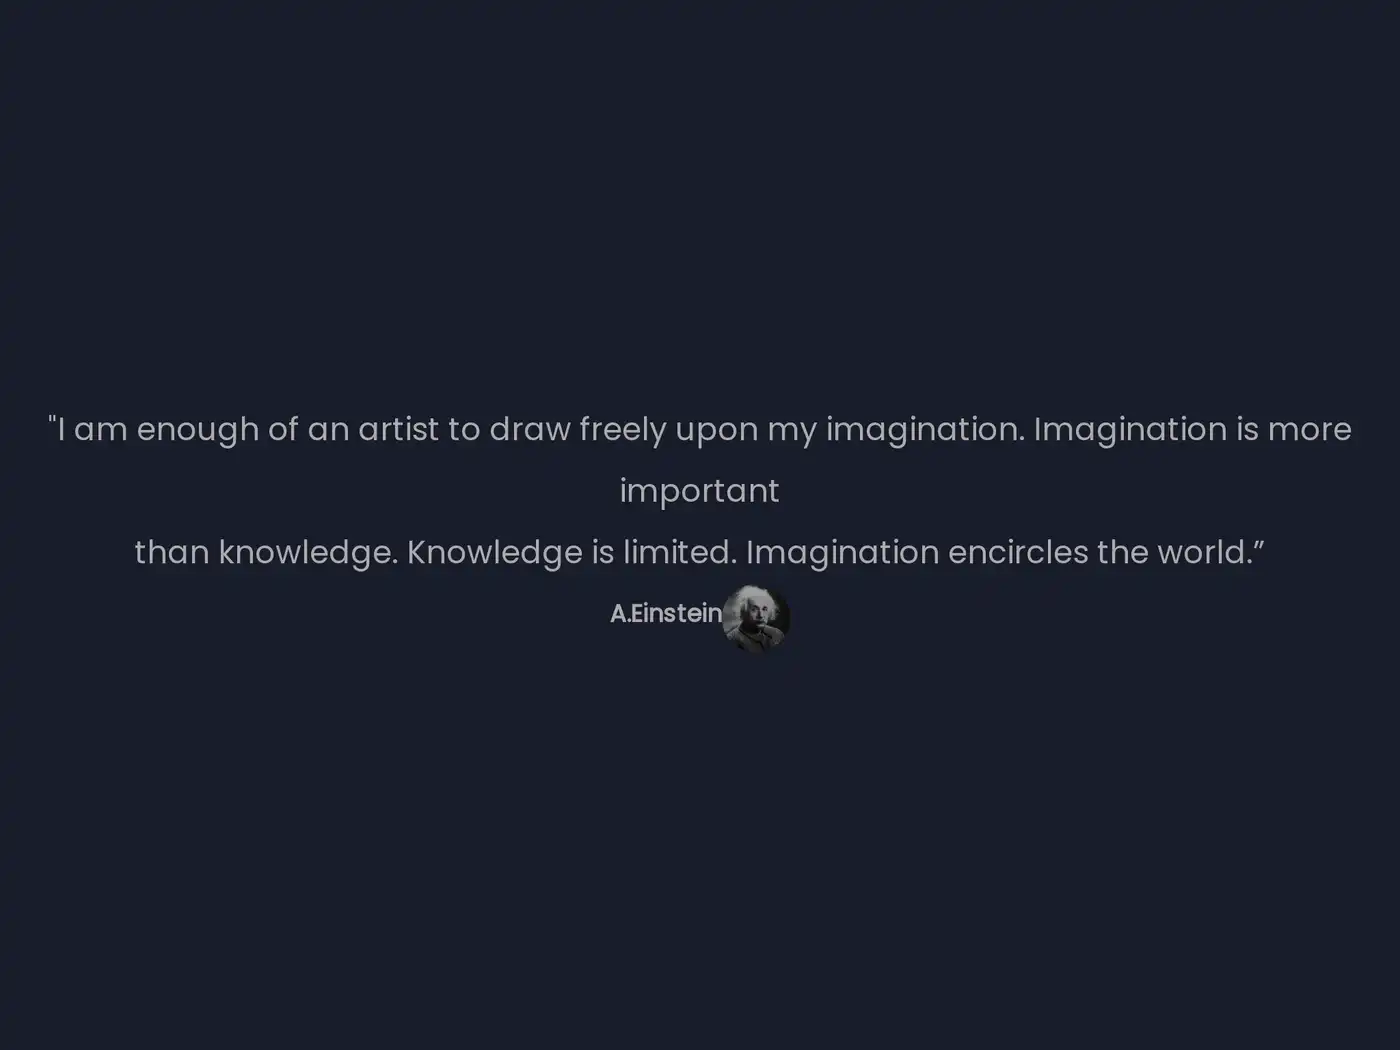 "I am enough of an artist to draw freely upon my imagination. Imagination is more
important
than knowledge. Knowledge is limited. Imagination encircles the world.”
A.Einstein